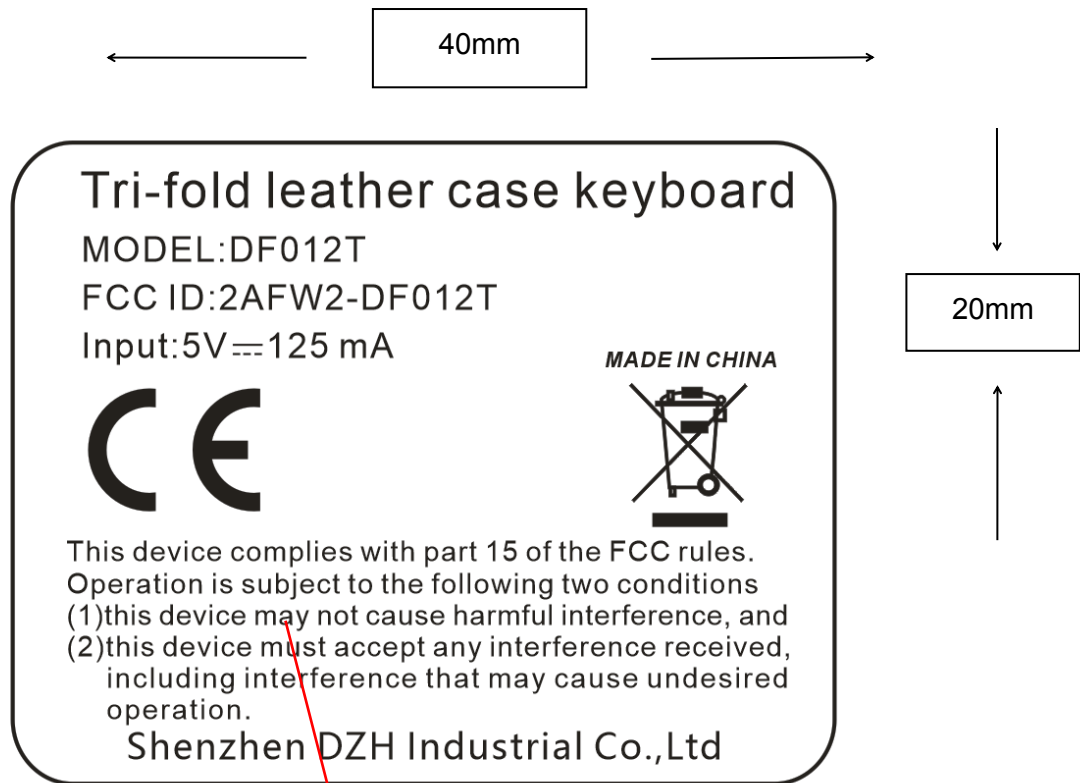 40mm
Tri-fold leather case keyboard
MODEL:DF012T
FCC ID:2AFW2-DF012T
20mm
Input:5V⎓125 mA
MADE IN CHINA
CE
This device complies with part 15 of the FCC rules.
Operation is subject to the following two conditions
(1)this device may not cause harmful interference, and
(2)this device must accept any interference received,
including interference that may cause undesired
operation.
Shenzhen DZH Industrial Co.,Ltd